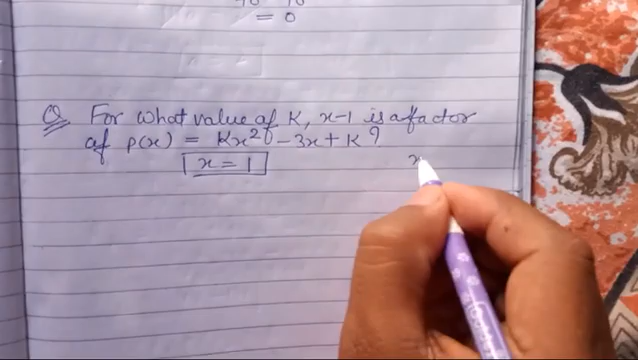 = 0
Q For what value of K, x-1 is a factor
of p(x) = Kx² - 3x + K?
x = 1
x